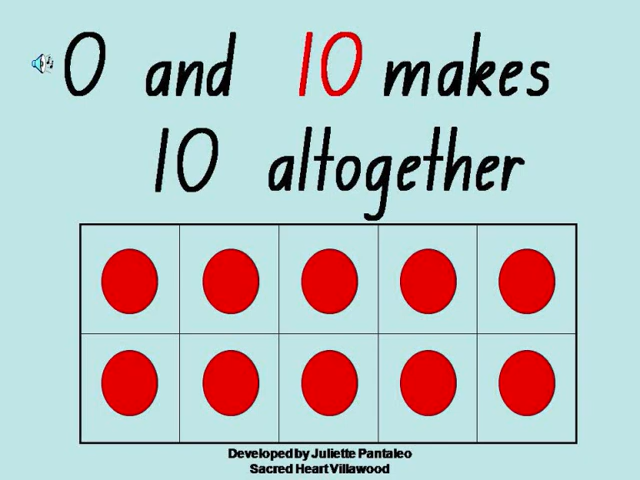 0 and 10 makes
10 altogether
Developed by Juliette Pantaleo
Sacred Heart Villawood